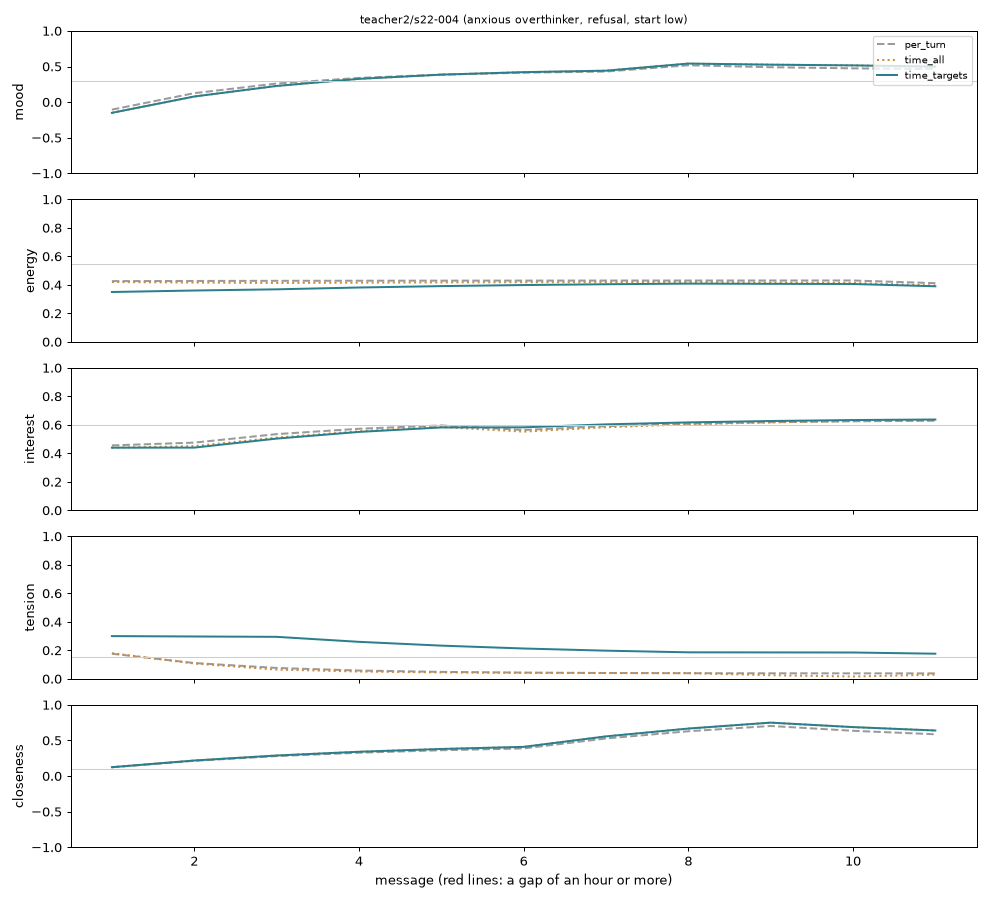 teacher2/s22-004 (anxious overthinker, refusal, start low)
1.0
0.5
0.0
−0.5
−1.0
mood
per_turn
time_all
time_targets
1.0
0.8
0.6
0.4
0.2
0.0
energy
1.0
0.8
0.6
0.4
0.2
0.0
interest
1.0
0.8
0.6
0.4
0.2
0.0
tension
1.0
0.5
0.0
−0.5
−1.0
closeness
2 4 6 8 10
message (red lines: a gap of an hour or more)